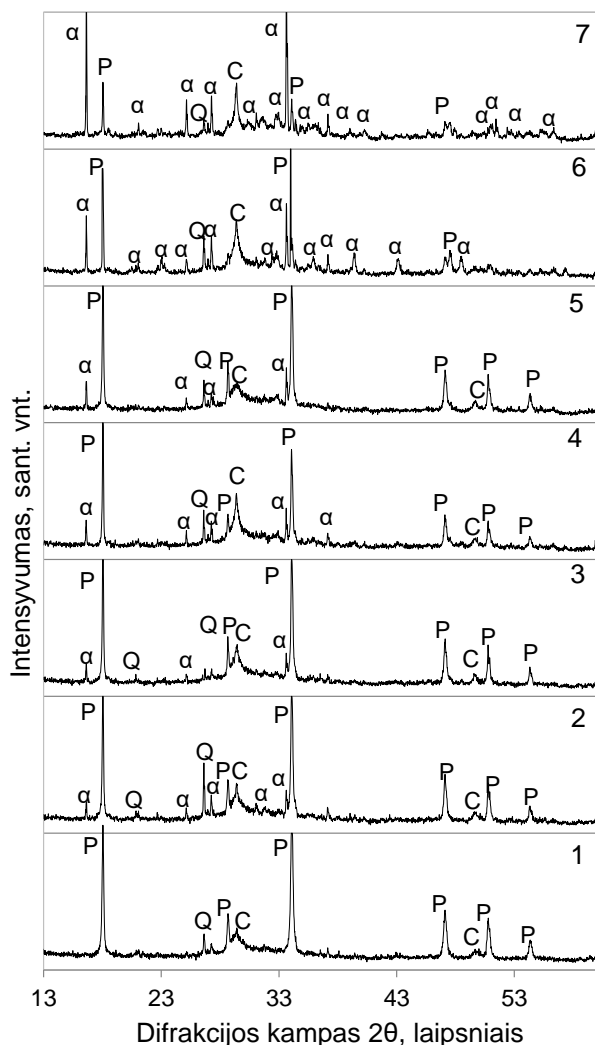 α P α α Q α C α α α P α α α α P α α α α 7
α P α α α Q α C α P α α α α α P α 6
α P α Q α P C α P P C P P 5
α P α Q α P C α P α P C P P 4
α P Q α Q P C P α P C P P 3
α P Q α Q α P C α P α P C P P 2
P Q P C P P C P P 1
13 23 33 43 53
Difrakcijos kampas 2θ, laipsniais
Intensyvumas, sant. vnt.